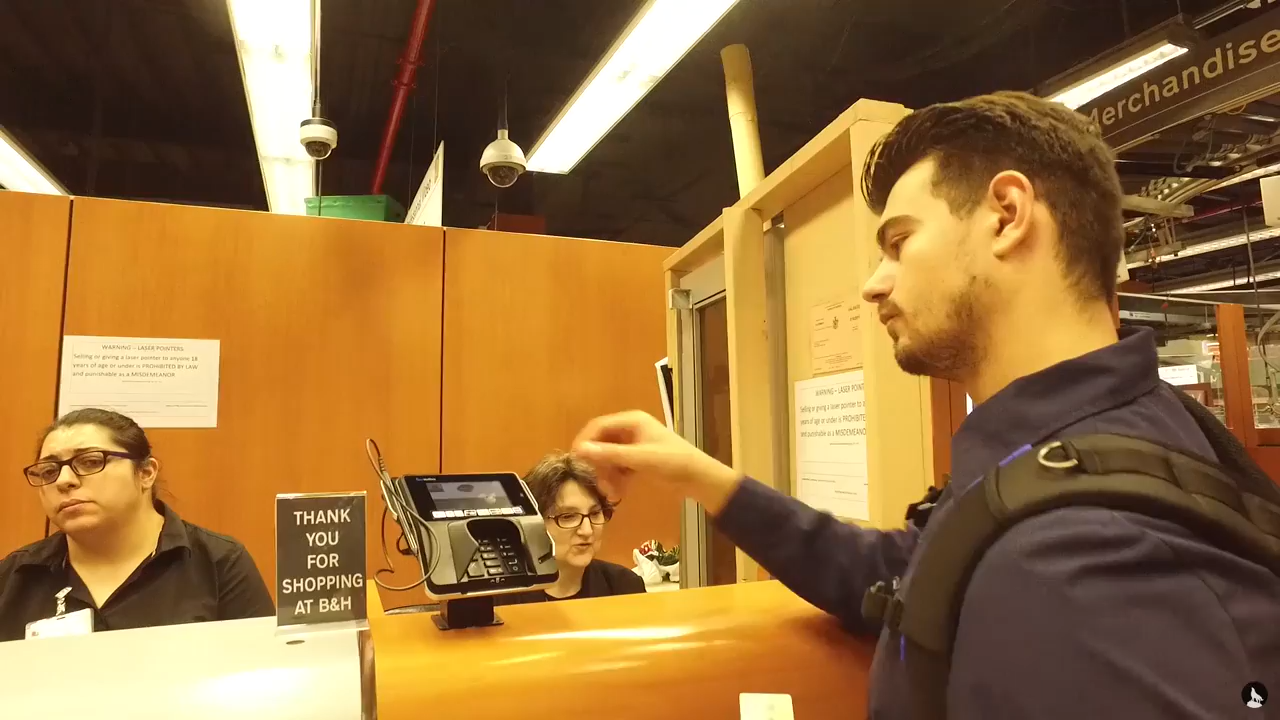 Merchandise
WARNING - LASER POINTERS
Selling or giving a laser pointer to anyone 18
years of age or under is PROHIBITED BY LAW
and punishable as a MISDEMEANOR
WARNING - LASER POINT
Selling or giving a laser pointer to a
years of age or under is PROHIBITE
and punishable as a MISDEMEANO
THANK
YOU
FOR
SHOPPING
AT B&H